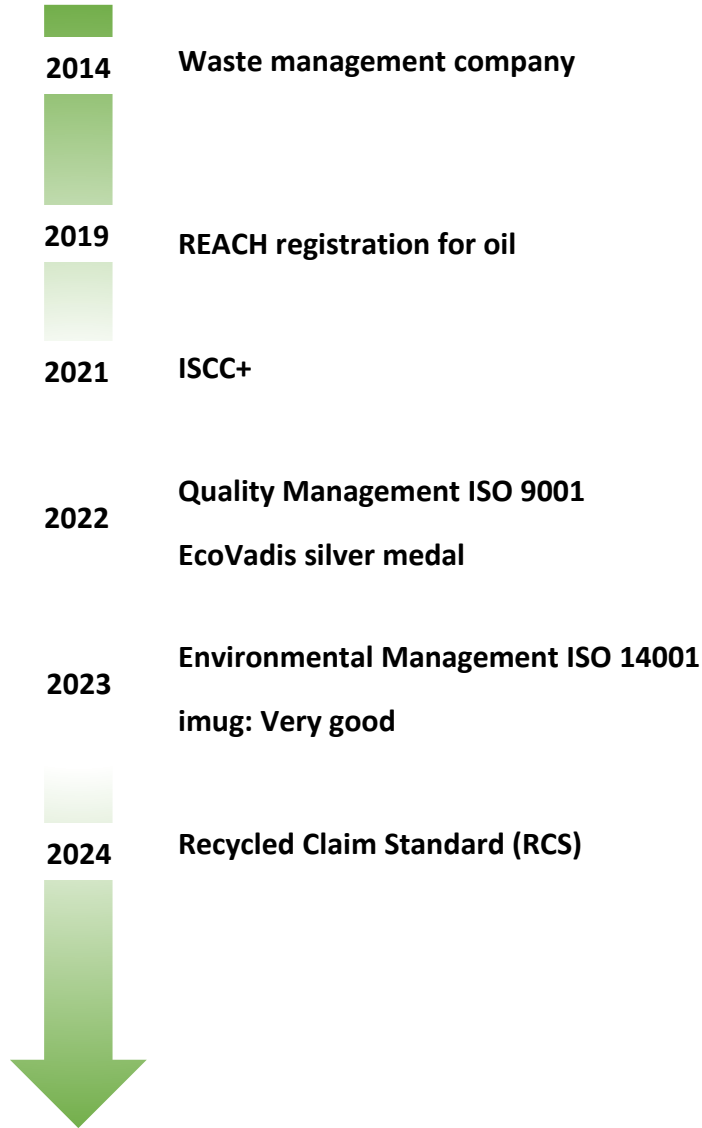 2014
Waste management company
2019
REACH registration for oil
2021
ISCC+
2022
Quality Management ISO 9001
EcoVadis silver medal
2023
Environmental Management ISO 14001
imug: Very good
2024
Recycled Claim Standard (RCS)